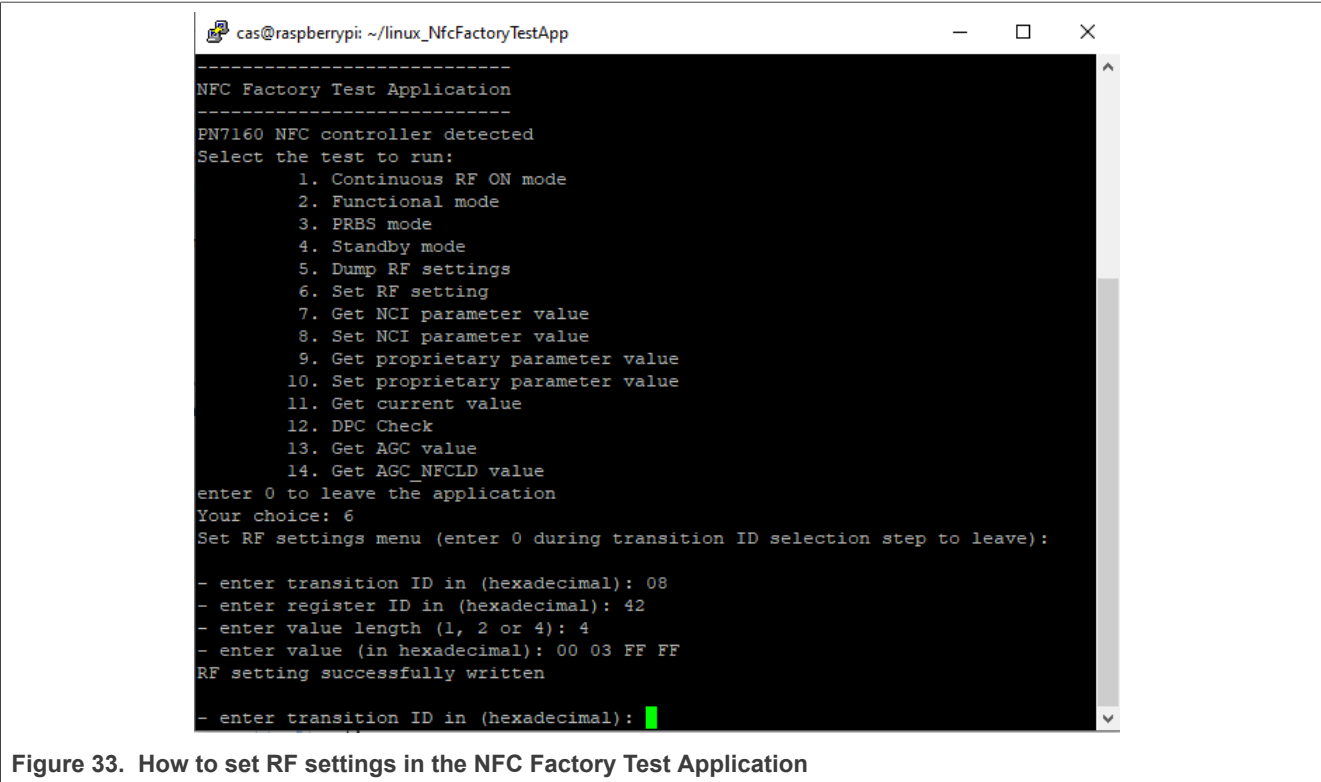 cas@raspberrypi: ~/linux_NfcFactoryTestApp
----------------------------
NFC Factory Test Application
----------------------------
PN7160 NFC controller detected
Select the test to run:
1. Continuous RF ON mode
2. Functional mode
3. PRBS mode
4. Standby mode
5. Dump RF settings
6. Set RF setting
7. Get NCI parameter value
8. Set NCI parameter value
9. Get proprietary parameter value
10. Set proprietary parameter value
11. Get current value
12. DPC Check
13. Get AGC value
14. Get AGC_NFCLD value
enter 0 to leave the application
Your choice: 6
Set RF settings menu (enter 0 during transition ID selection step to leave):
- enter transition ID in (hexadecimal): 08
- enter register ID in (hexadecimal): 42
- enter value length (1, 2 or 4): 4
- enter value (in hexadecimal): 00 03 FF FF
RF setting successfully written
- enter transition ID in (hexadecimal):
Figure 33. How to set RF settings in the NFC Factory Test Application